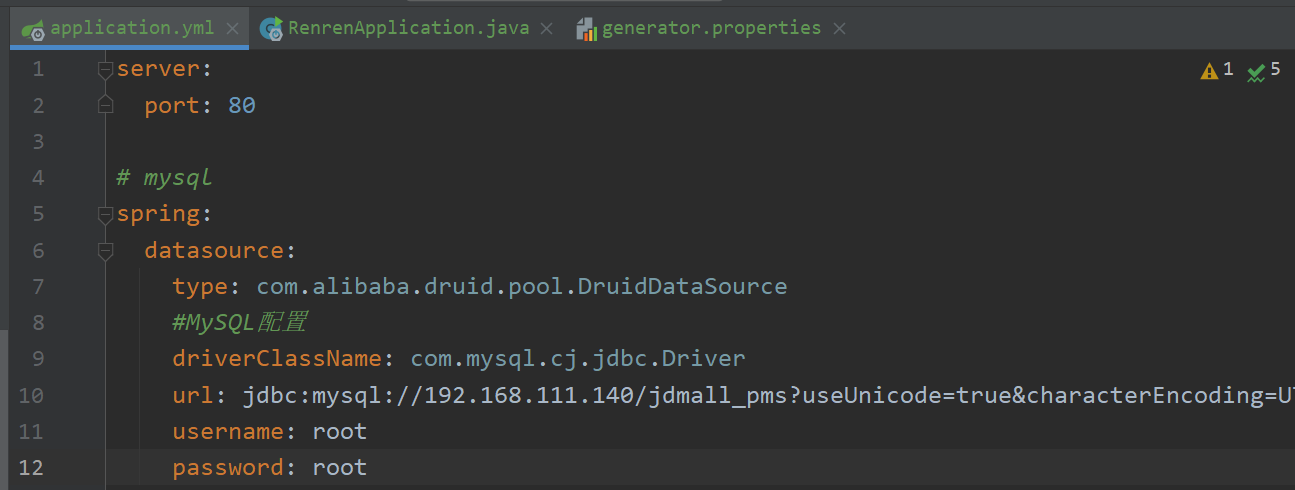 application.yml RenrenApplication.java generator.properties
1 server: 1 5
2 port: 80
3
4 # mysql
5 spring:
6 datasource:
7 type: com.alibaba.druid.pool.DruidDataSource
8 #MySQL配置
9 driverClassName: com.mysql.cj.jdbc.Driver
10 url: jdbc:mysql://192.168.111.140/jdmall_pms?useUnicode=true&characterEncoding=U
11 username: root
12 password: root